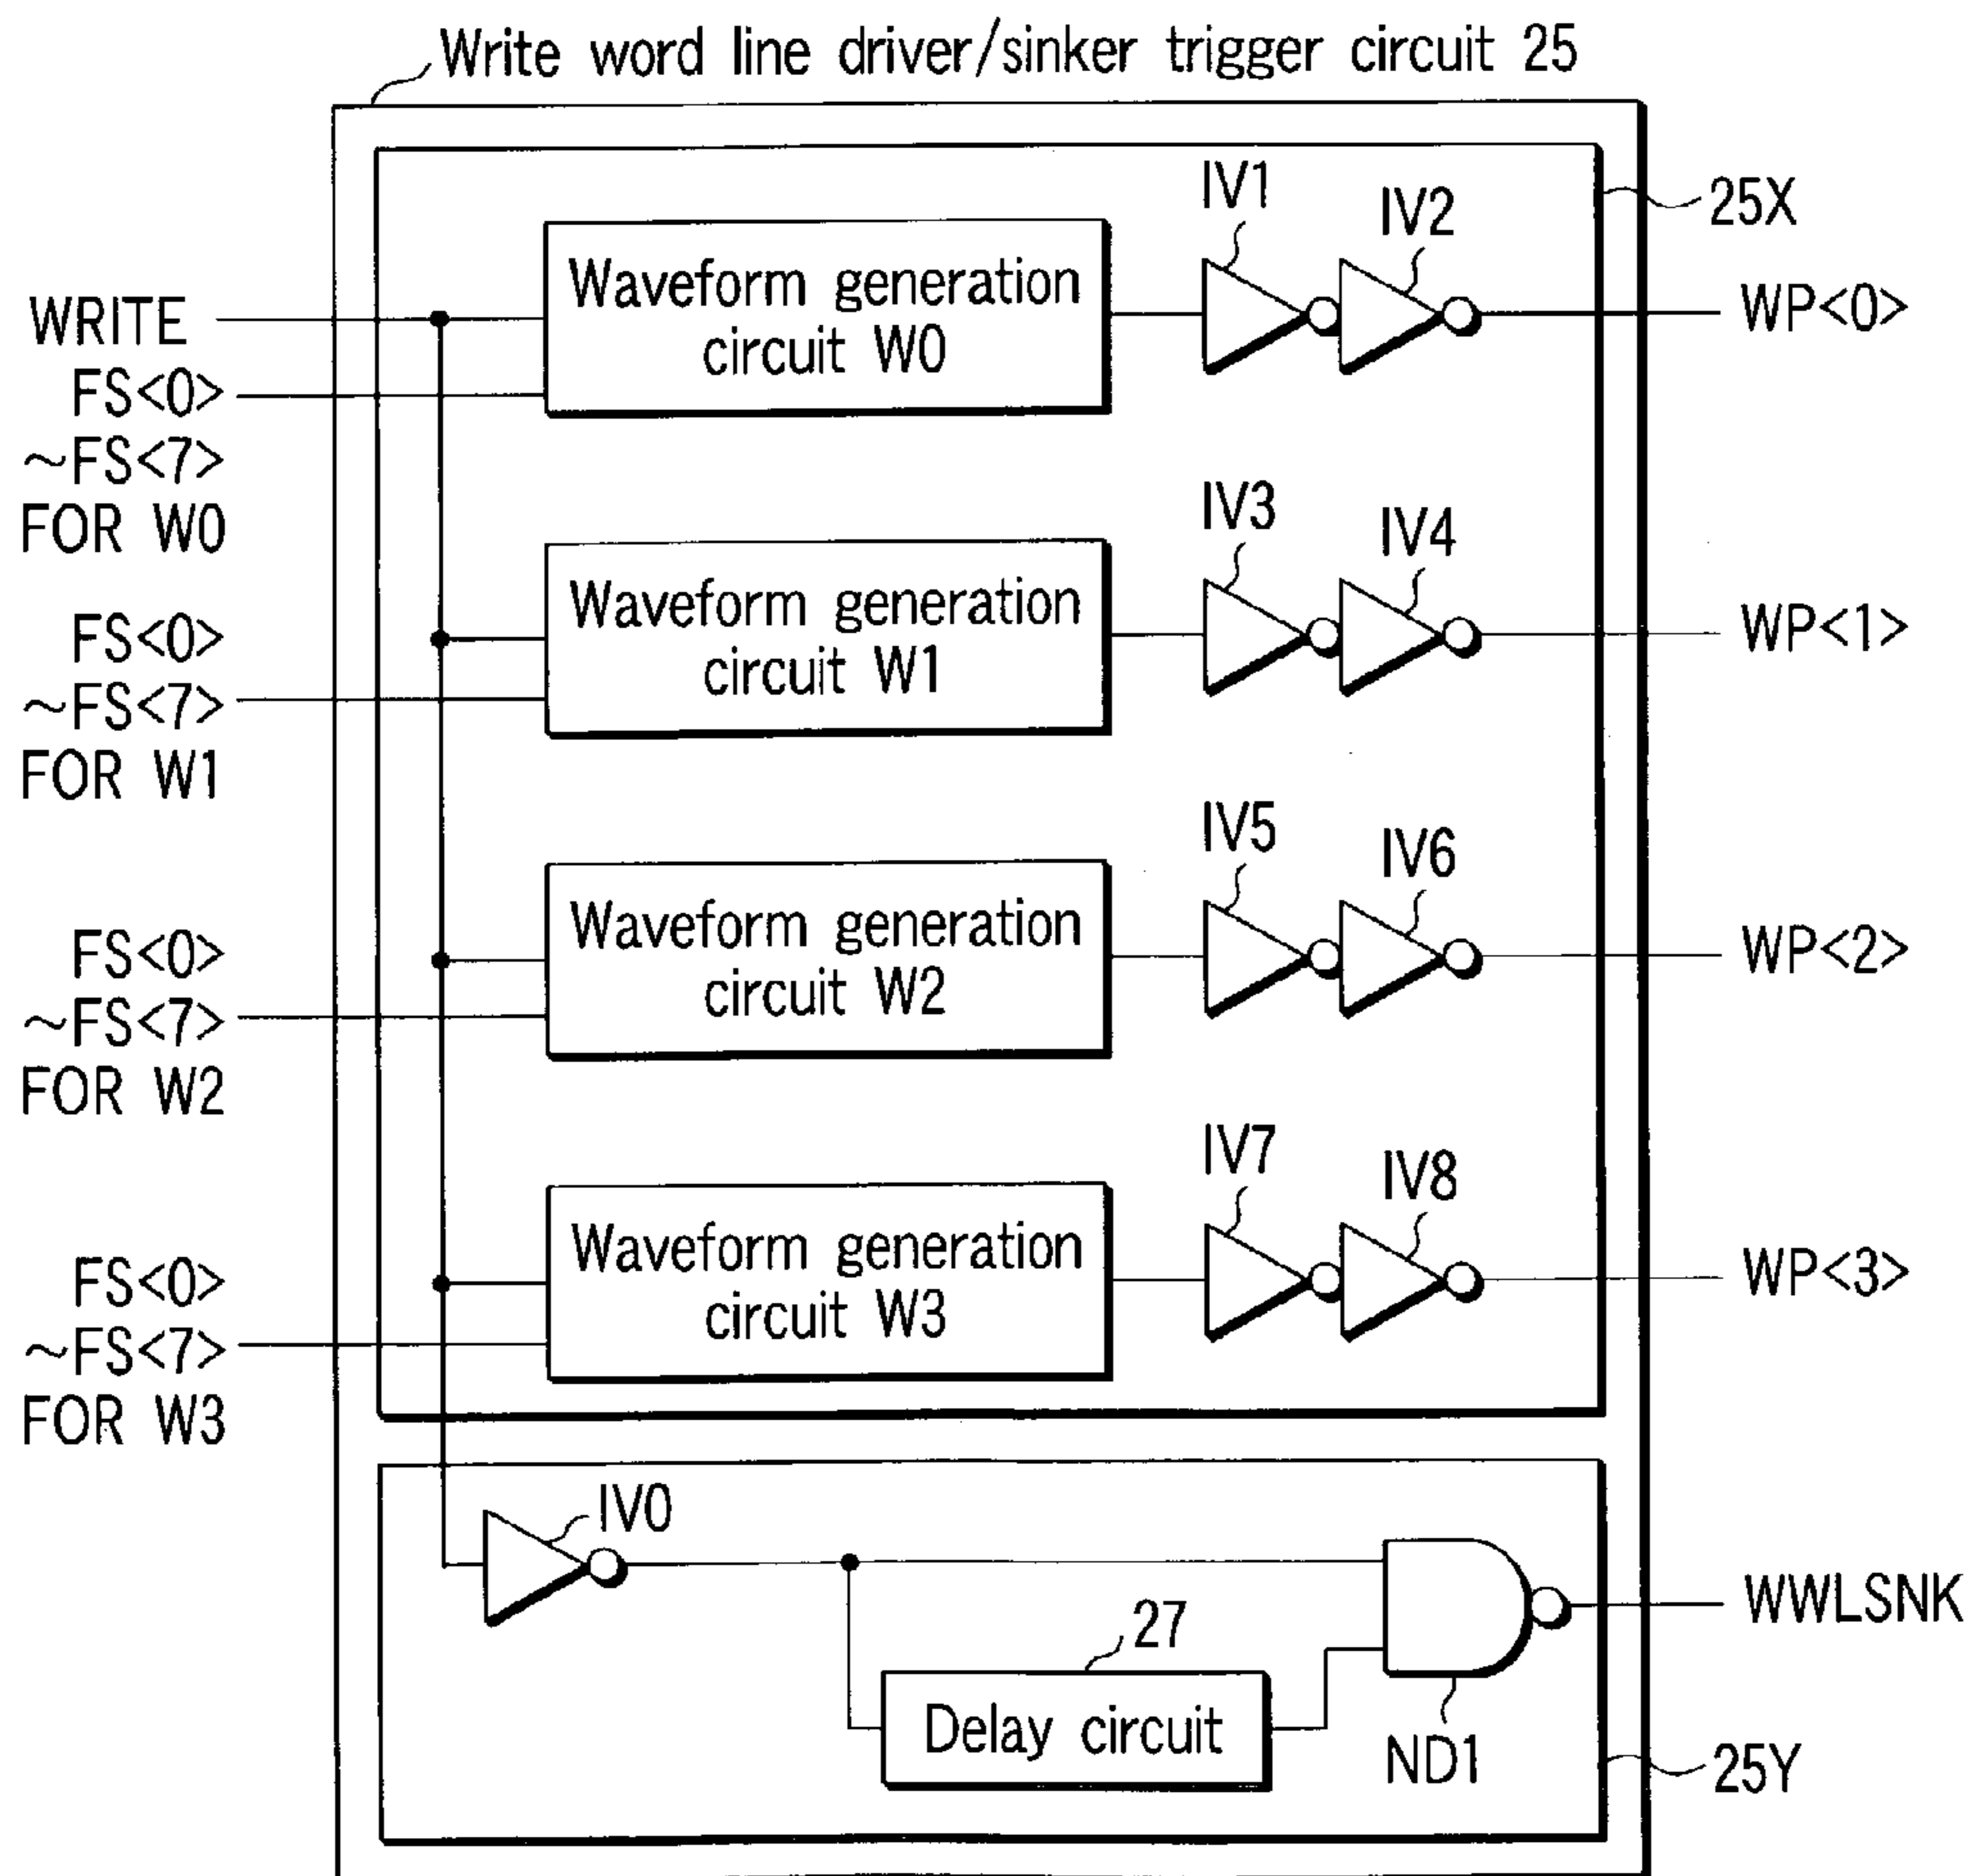 Write word line driver/sinker trigger circuit 25
25X
IV1
IV2
Waveform generation
circuit W0
WRITE
WP<0>
FS<0>
~FS<7>
FOR W0
IV3
IV4
Waveform generation
circuit W1
WP<1>
FS<0>
~FS<7>
FOR W1
IV5
IV6
Waveform generation
circuit W2
WP<2>
FS<0>
~FS<7>
FOR W2
IV7
IV8
Waveform generation
circuit W3
WP<3>
FS<0>
~FS<7>
FOR W3
IV0
WWLSNK
27
Delay circuit
ND1
25Y